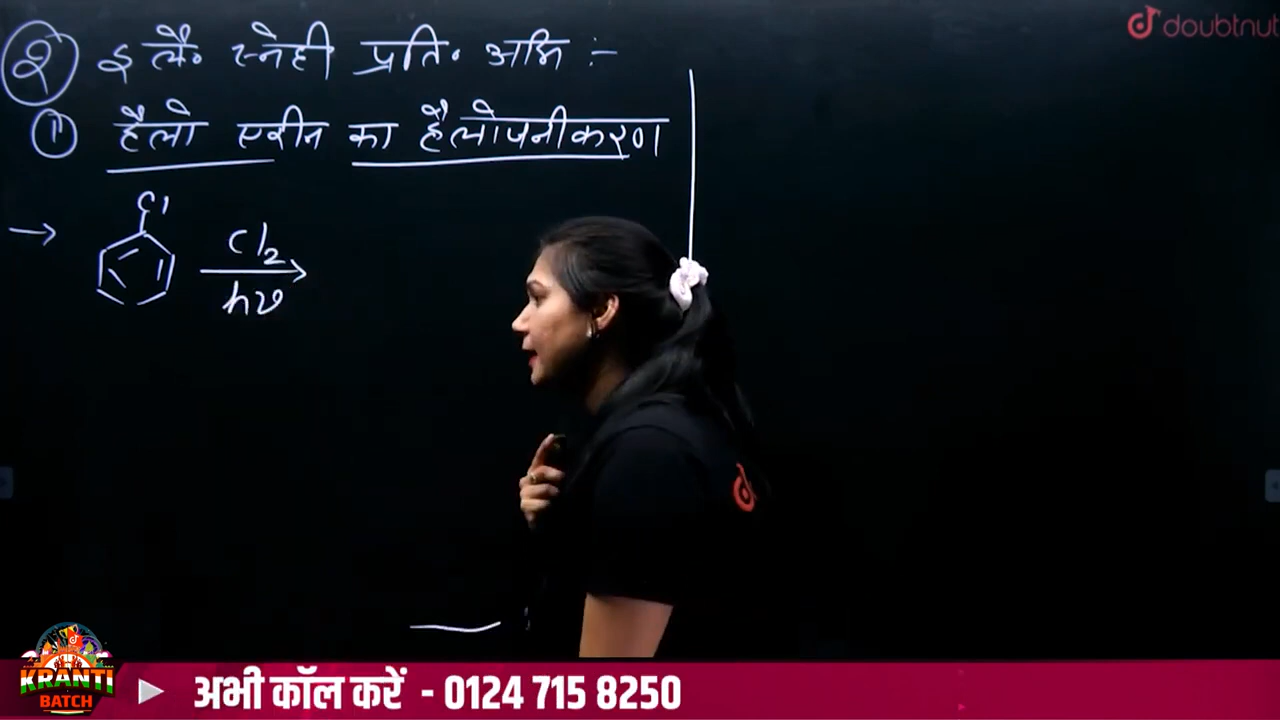 doubtnut
② इलै॰ स्नेही प्रति॰ अभि :-
① हैलो एरीन का हैलोजनीकरण
→ Cl
Cl₂
hν
KRANTI
BATCH
अभी कॉल करें - 0124 715 8250